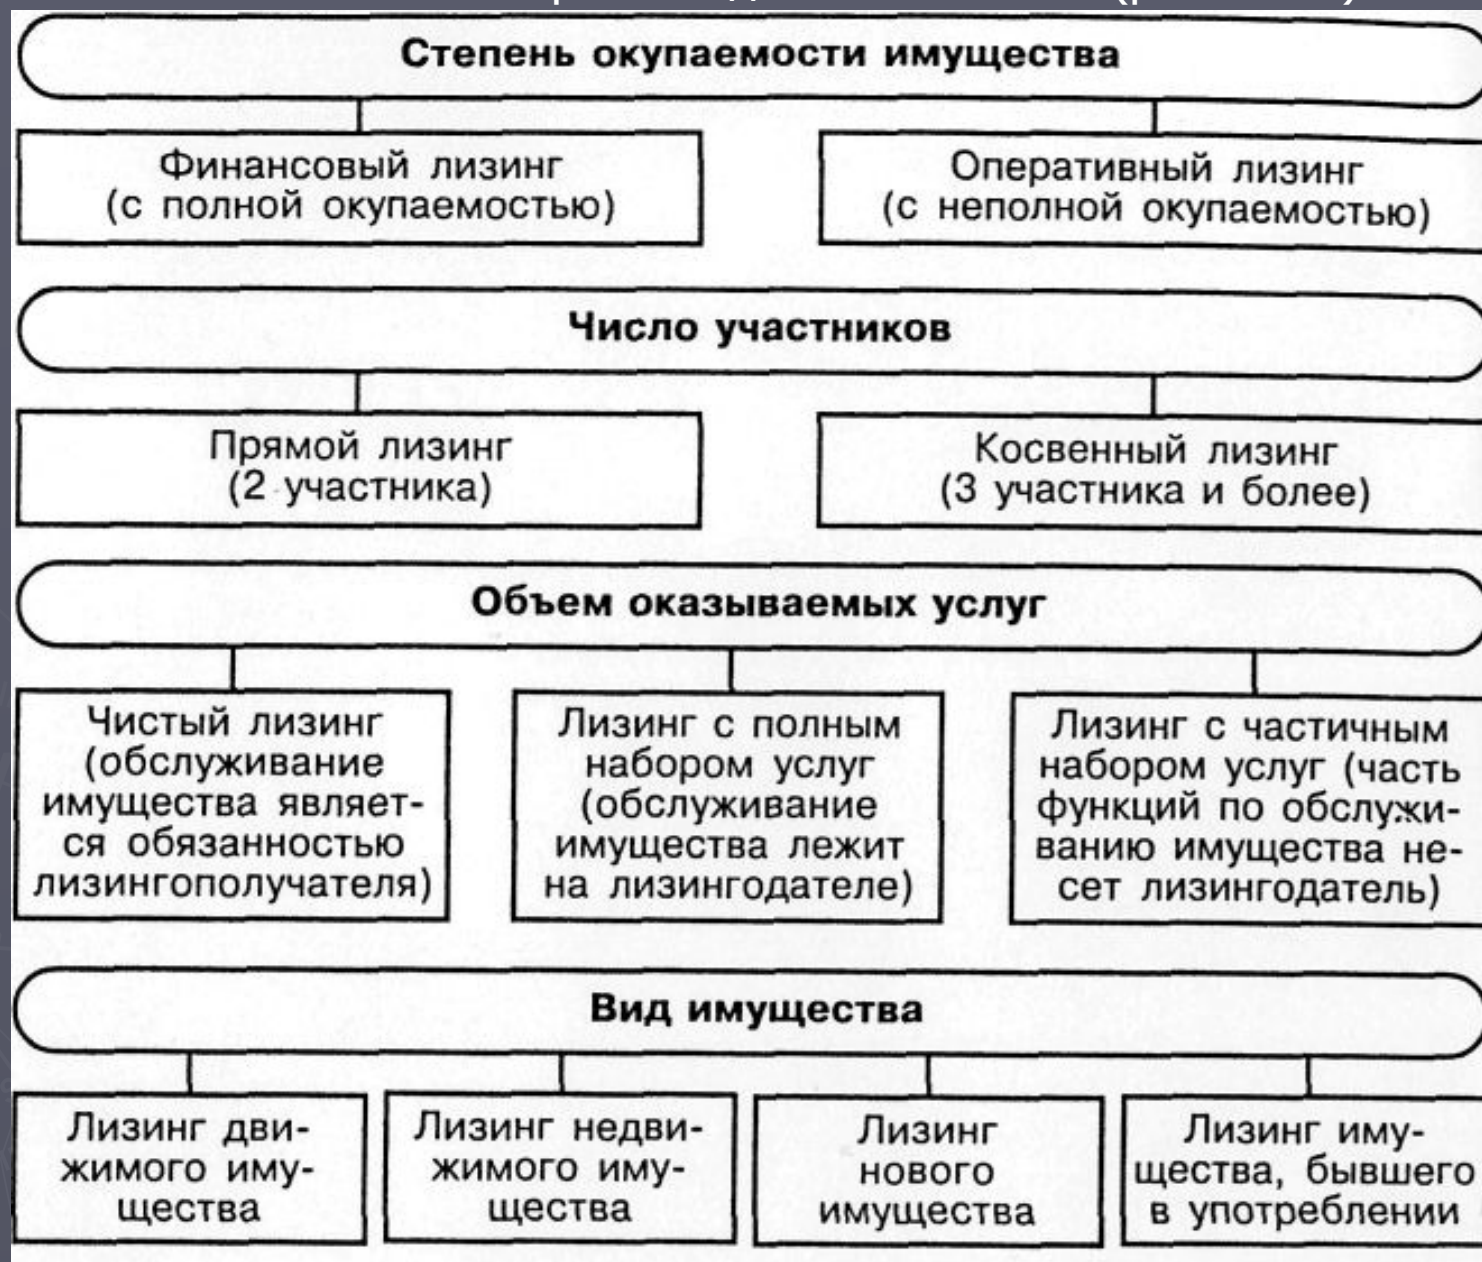 Степень окупаемости имущества
Финансовый лизинг
(с полной окупаемостью)
Оперативный лизинг
(с неполной окупаемостью)
Число участников
Прямой лизинг
(2 участника)
Косвенный лизинг
(3 участника и более)
Объем оказываемых услуг
Чистый лизинг
(обслуживание
имущества являет-
ся обязанностью
лизингополучателя)
Лизинг с полным
набором услуг
(обслуживание
имущества лежит
на лизингодателе)
Лизинг с частичным
набором услуг (часть
функций по обслужи-
ванию имущества не-
сет лизингодатель)
Вид имущества
Лизинг дви-
жимого иму-
щества
Лизинг недви-
жимого иму-
щества
Лизинг
нового
имущества
Лизинг иму-
щества, бывшего
в употреблении